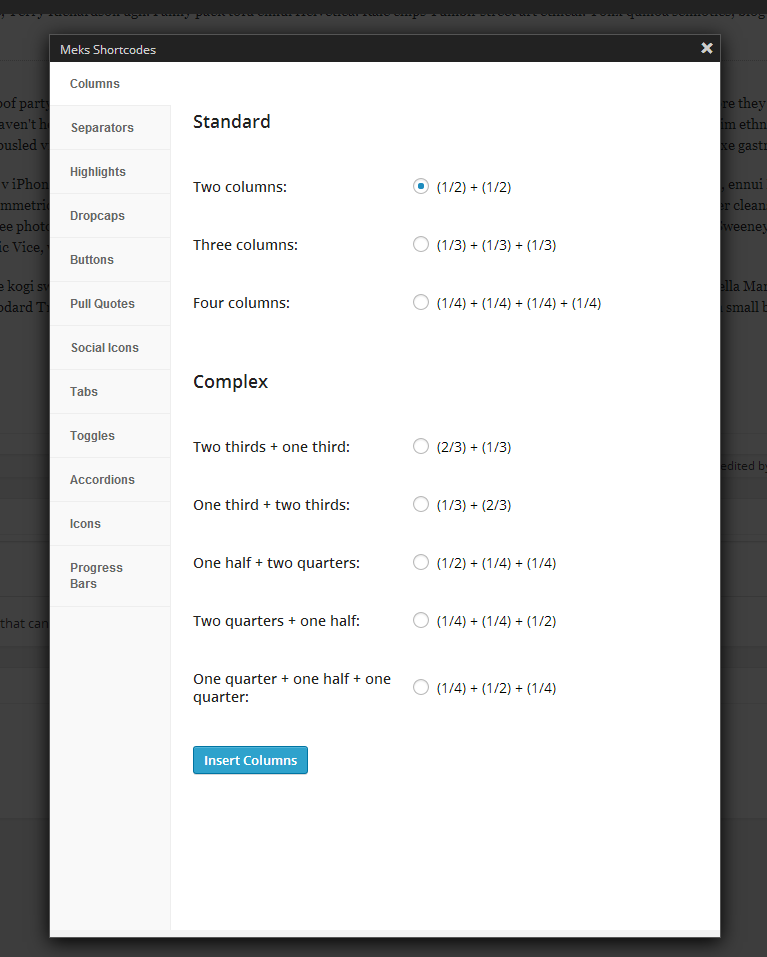 Meks Shortcodes
Columns
Separators
Highlights
Dropcaps
Buttons
Pull Quotes
Social Icons
Tabs
Toggles
Accordions
Icons
Progress
Bars
Standard
Two columns: (1/2) + (1/2)
Three columns: (1/3) + (1/3) + (1/3)
Four columns: (1/4) + (1/4) + (1/4) + (1/4)
Complex
Two thirds + one third: (2/3) + (1/3)
One third + two thirds: (1/3) + (2/3)
One half + two quarters: (1/2) + (1/4) + (1/4)
Two quarters + one half: (1/4) + (1/4) + (1/2)
One quarter + one half + one
quarter: (1/4) + (1/2) + (1/4)
Insert Columns
that can
edited by